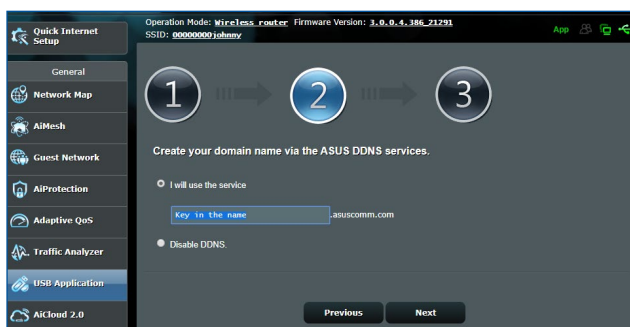 Quick Internet
Setup
Operation Mode: Wireless router Firmware Version: 3.0.0.4.386_21291
SSID: 00000000johnny
App
General
Network Map
AiMesh
Guest Network
AiProtection
Adaptive QoS
Traffic Analyzer
USB Application
AiCloud 2.0
1
2
3
Create your domain name via the ASUS DDNS services.
I will use the service
Key in the name .asuscomm.com
Disable DDNS.
Previous Next